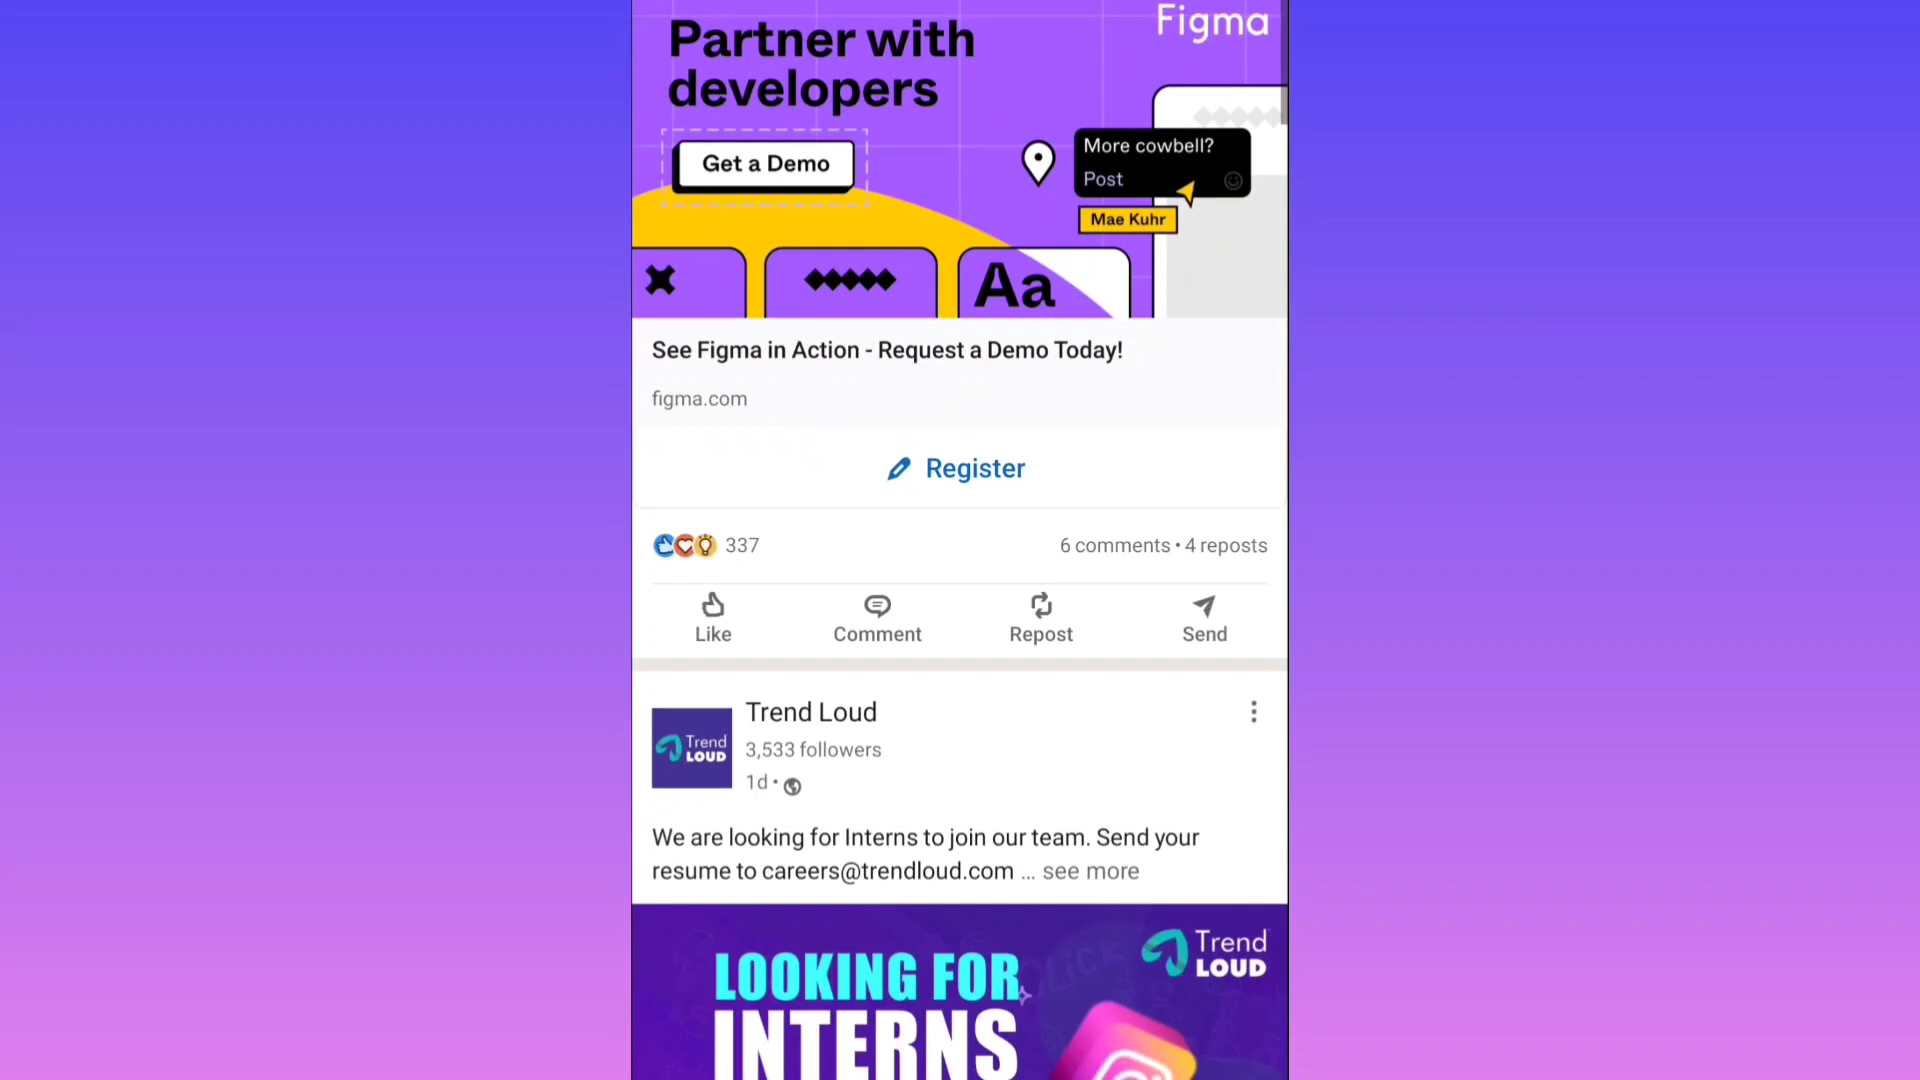 Figma
Partner with
developers
Get a Demo
More cowbell?
Post
Mae Kuhr
Aa
See Figma in Action - Request a Demo Today!
figma.com
Register
337
6 comments • 4 reposts
Like
Comment
Repost
Send
Trend Loud
Trend
LOUD
3,533 followers
1d •
We are looking for Interns to join our team. Send your
resume to careers@trendloud.com ... see more
Trend
LOUD
LOOKING FOR
INTERNS